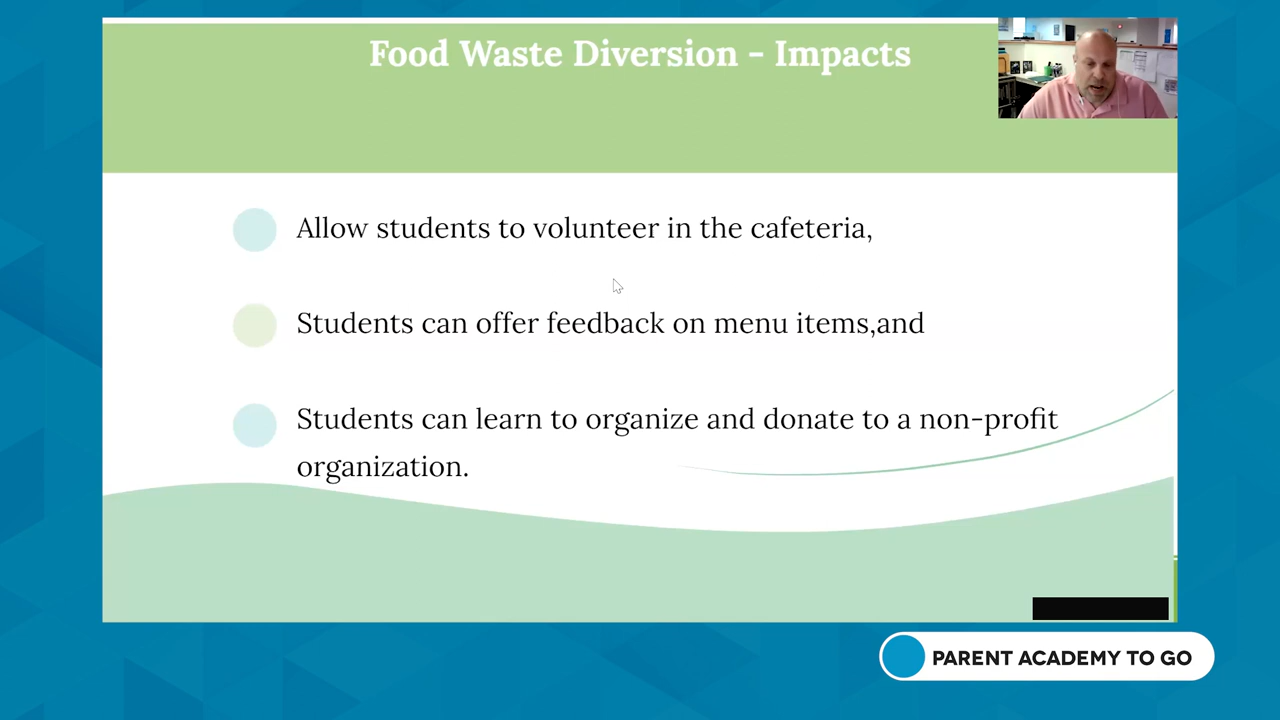 Food Waste Diversion - Impacts
Allow students to volunteer in the cafeteria,
Students can offer feedback on menu items,and
Students can learn to organize and donate to a non-profit
organization.
PARENT ACADEMY TO GO